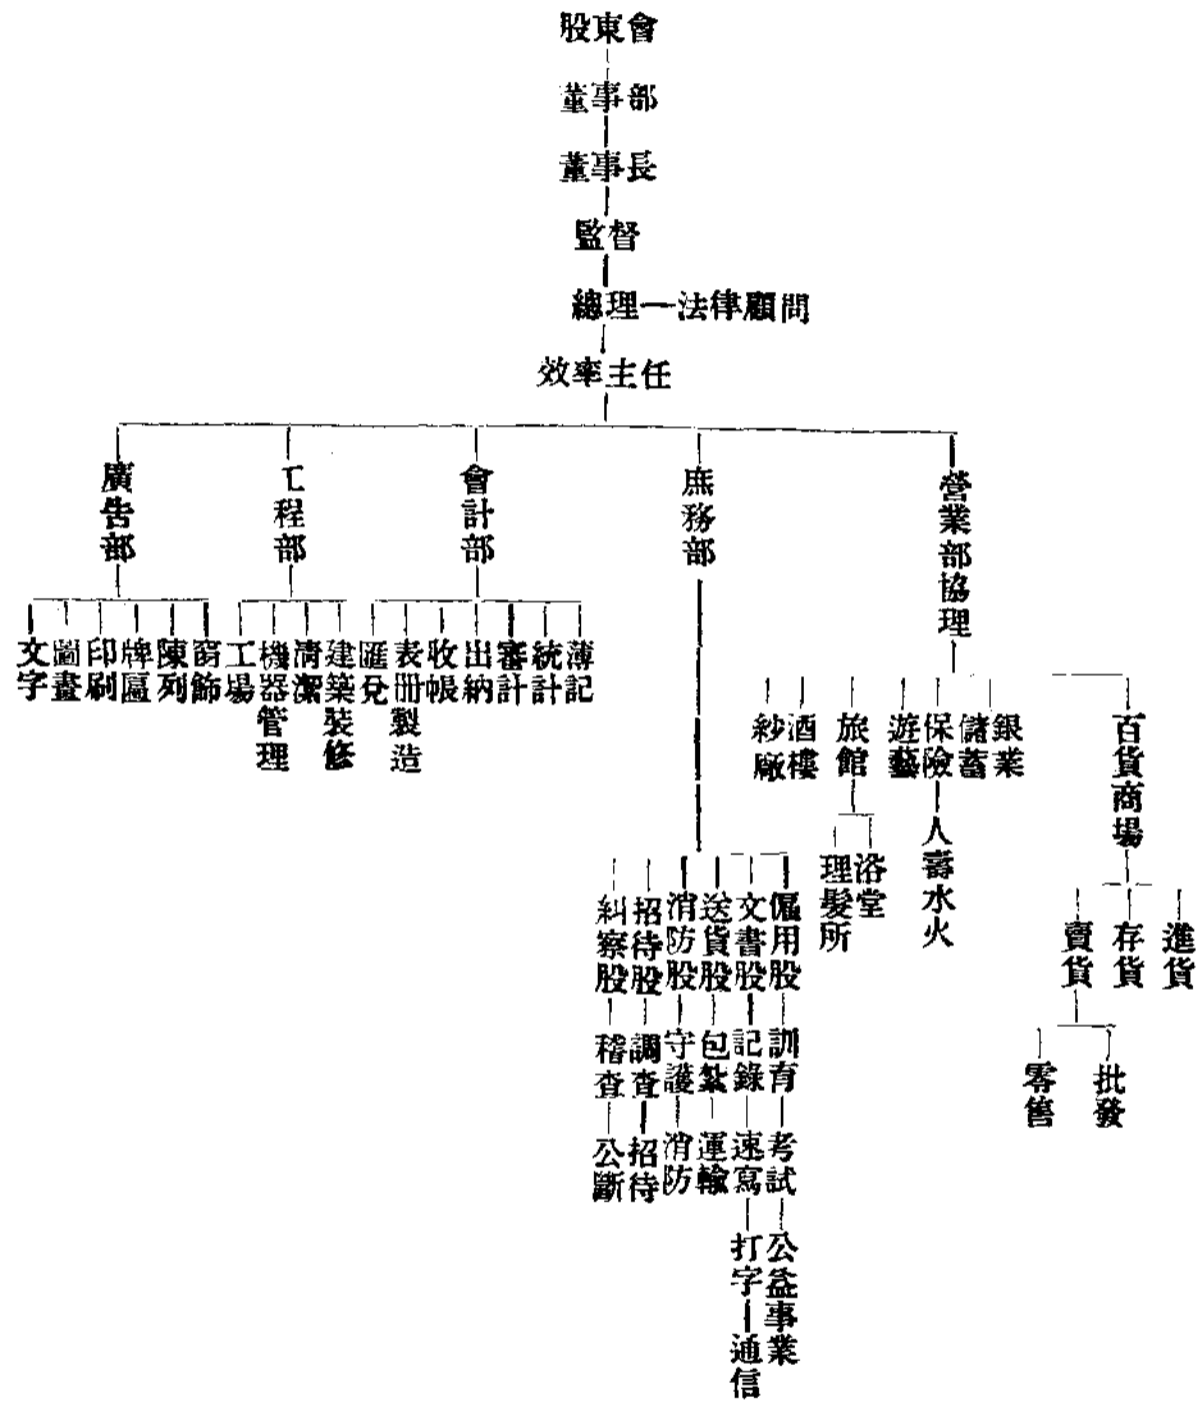 股東會
董事部
董事長
監督
總理—法律顧問
效率主任
營業部協理
庶務部
會計部
工程部
廣告部
百貨商場
銀業
儲蓄
保險
遊藝
旅館
酒樓
紗廠
進貨
存貨
賣貨
批發
零售
人壽水火
浴堂
理髮所
傭用股
訓育
考試
公益事業
文書股
記錄
速寫
打字—通信
送貨股
包紮
運輸
消防股
守護
消防
招待股
調查
招待
糾察股
稽查
公斷
薄記
統計
審計
出納
收帳
表册製造
匯兌
建築裝修
清潔
機器管理
工場
窗飾
陳列
牌匾
印刷
圖畫
文字